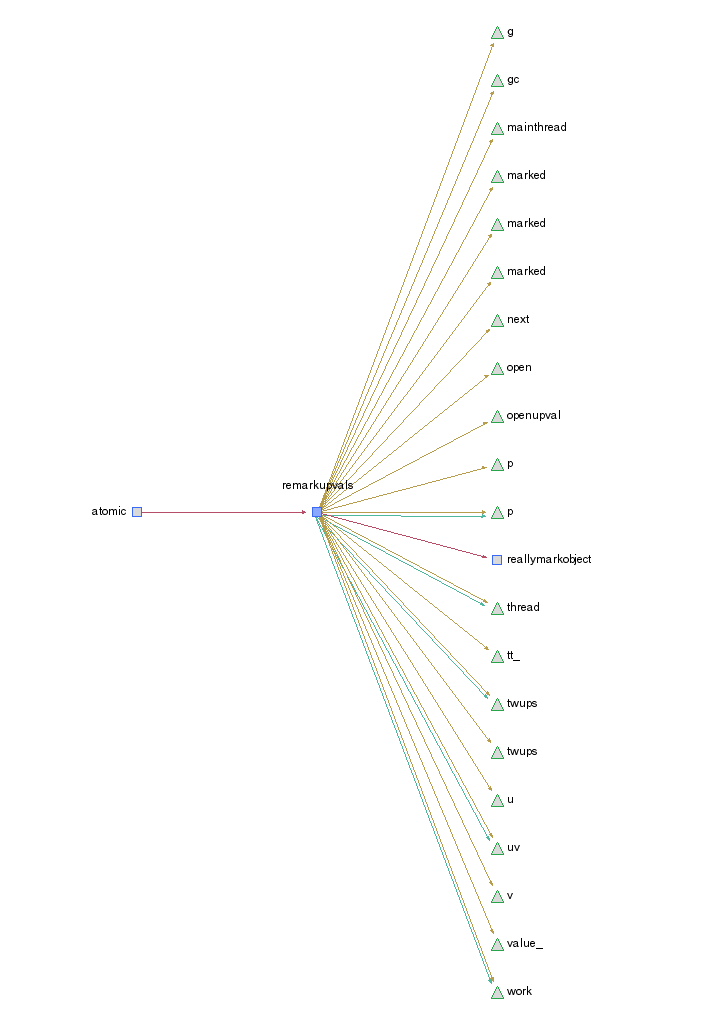 g
gc
mainthread
marked
marked
marked
next
open
openupval
p
remarkupvals
atomic
p
reallymarkobject
thread
tt_
twups
twups
u
uv
v
value_
work